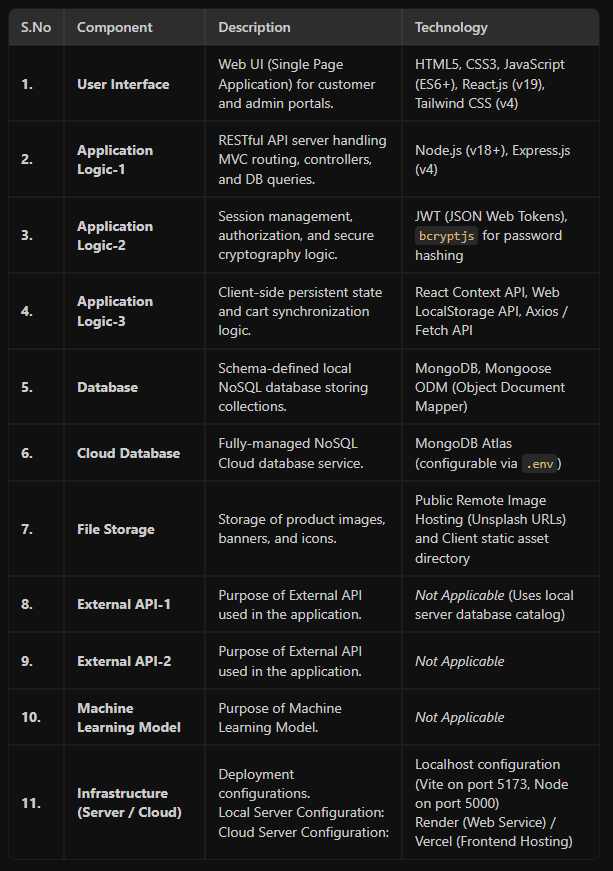 S.No Component Description Technology
1. User Interface
Web UI (Single Page
Application) for customer
and admin portals.
HTML5, CSS3, JavaScript
(ES6+), React.js (v19),
Tailwind CSS (v4)
2. Application
Logic-1
RESTful API server handling
MVC routing, controllers,
and DB queries.
Node.js (v18+), Express.js
(v4)
3. Application
Logic-2
Session management,
authorization, and secure
cryptography logic.
JWT (JSON Web Tokens),
bcryptjs for password
hashing
4. Application
Logic-3
Client-side persistent state
and cart synchronization
logic.
React Context API, Web
LocalStorage API, Axios /
Fetch API
5. Database
Schema-defined local
NoSQL database storing
collections.
MongoDB, Mongoose
ODM (Object Document
Mapper)
6. Cloud Database
Fully-managed NoSQL
Cloud database service.
MongoDB Atlas
(configurable via .env)
7. File Storage
Storage of product images,
banners, and icons.
Public Remote Image
Hosting (Unsplash URLs)
and Client static asset
directory
8. External API-1
Purpose of External API
used in the application.
Not Applicable (Uses local
server database catalog)
9. External API-2
Purpose of External API
used in the application.
Not Applicable
10. Machine
Learning Model
Purpose of Machine
Learning Model.
Not Applicable
11. Infrastructure
(Server / Cloud)
Deployment
configurations.
Local Server Configuration:
Cloud Server Configuration:
Localhost configuration
(Vite on port 5173, Node
on port 5000)
Render (Web Service) /
Vercel (Frontend Hosting)